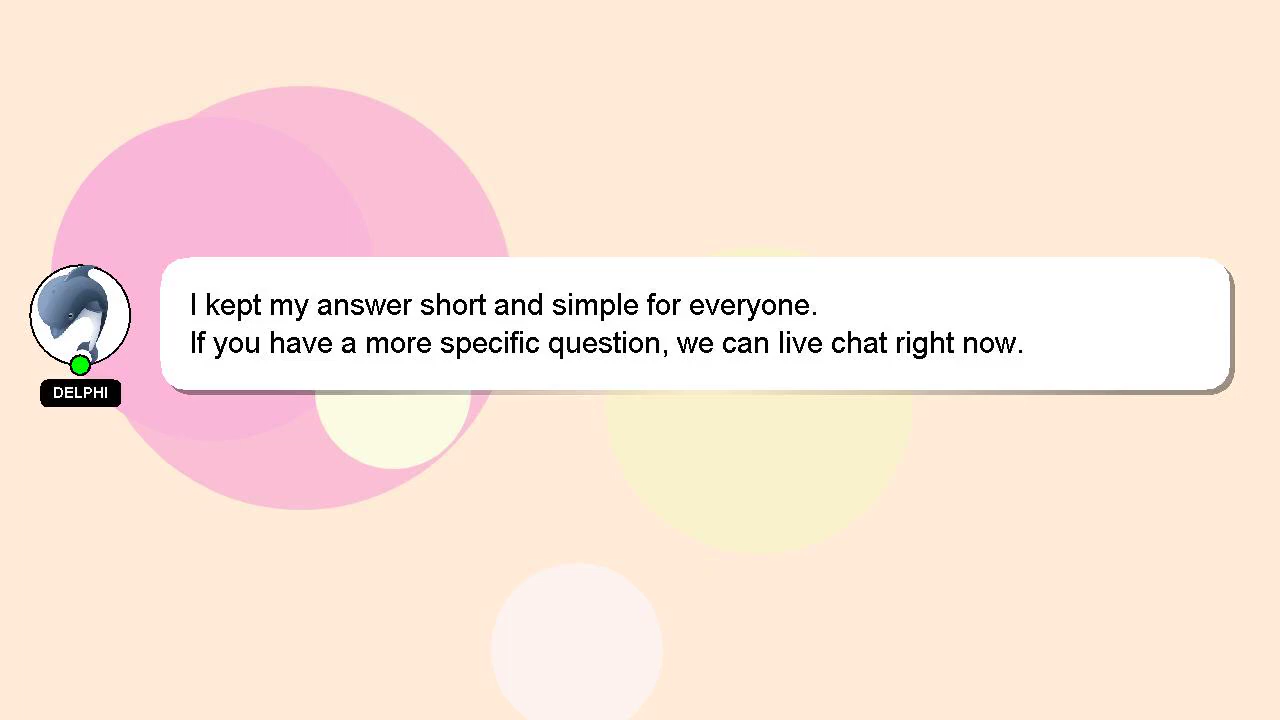 I kept my answer short and simple for everyone.
If you have a more specific question, we can live chat right now.
DELPHI